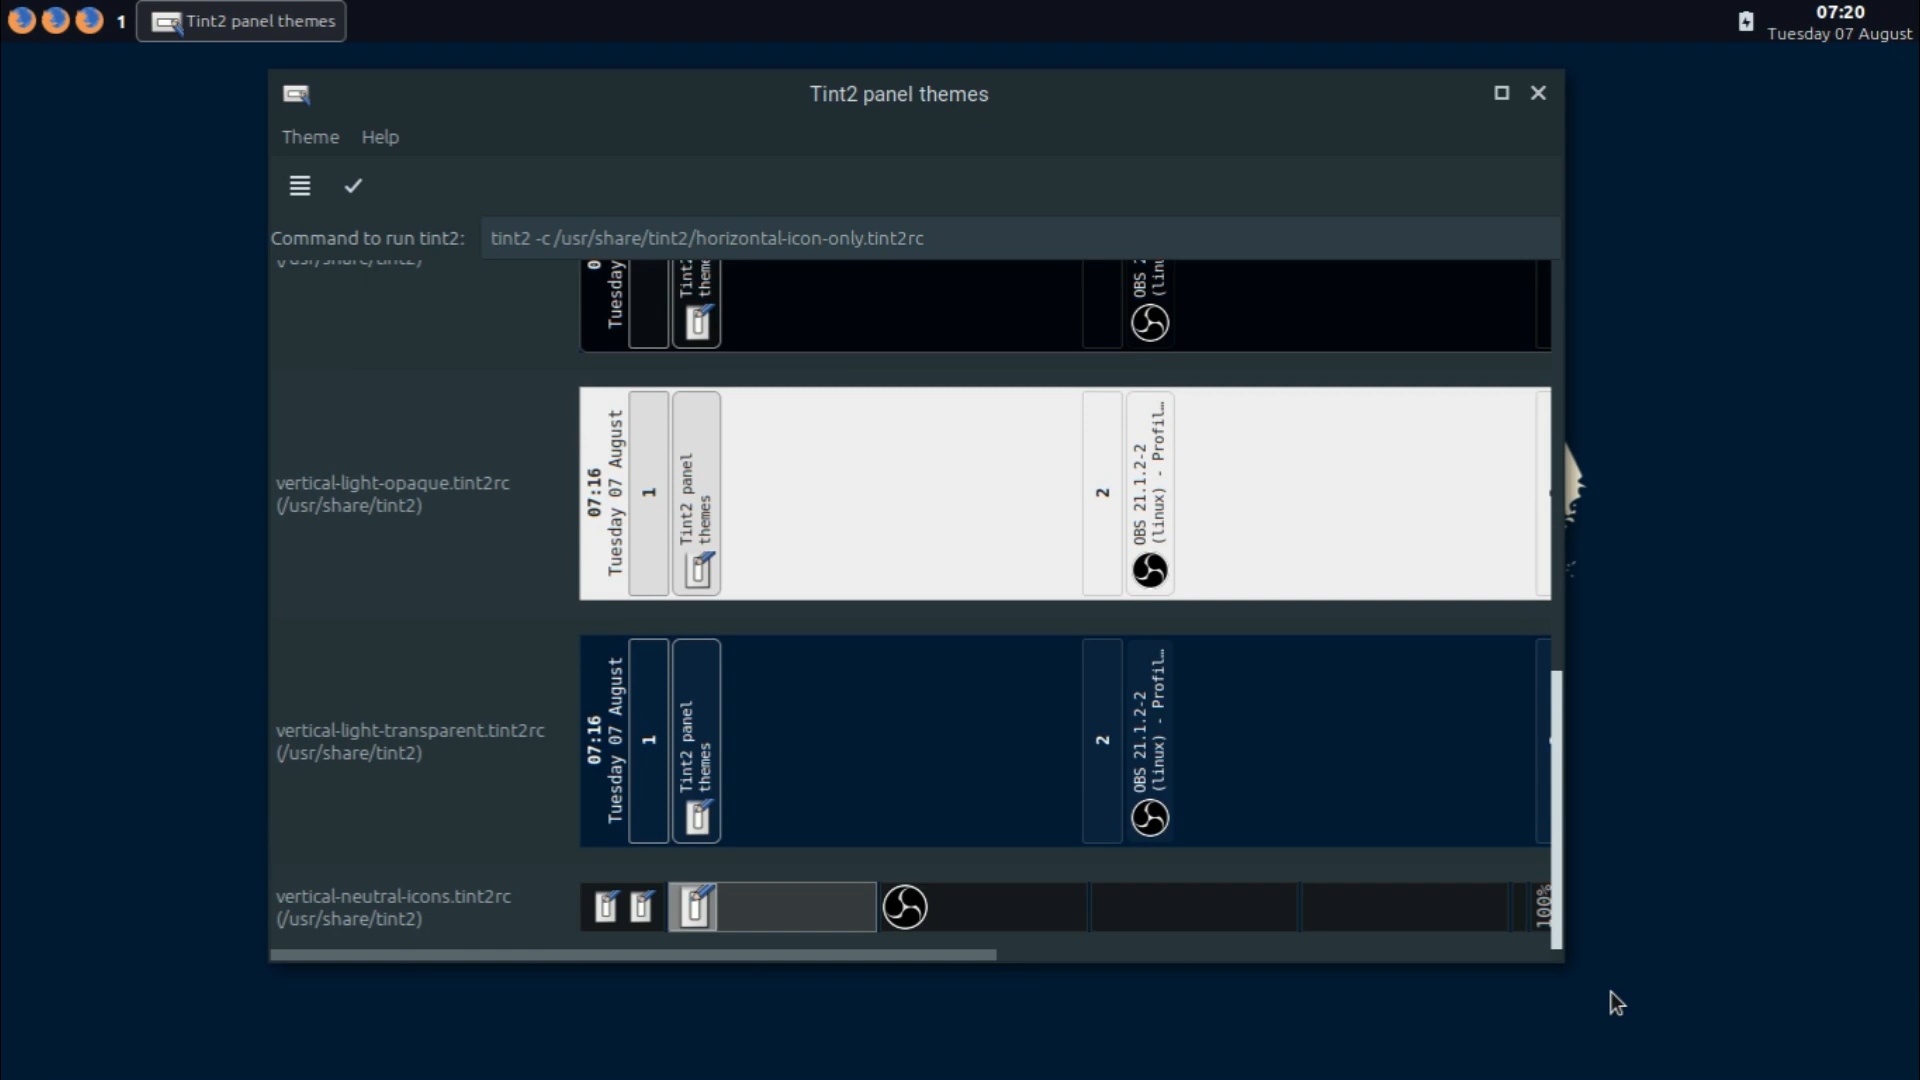 1
Tint2 panel themes
07:20
Tuesday 07 August
Tint2 panel themes
Theme Help
Command to run tint2: tint2 -c /usr/share/tint2/horizontal-icon-only.tint2rc
(/usr/share/tint2)
Tuesday
OBS
vertical-light-opaque.tint2rc
(/usr/share/tint2)
07:16
Tuesday 07 August
1
Tint2 panel
themes
2
OBS 21.1.2-2
(linux) - Profil…
vertical-light-transparent.tint2rc
(/usr/share/tint2)
07:16
Tuesday 07 August
1
Tint2 panel
themes
2
OBS 21.1.2-2
(linux) - Profil…
vertical-neutral-icons.tint2rc
(/usr/share/tint2)
100%